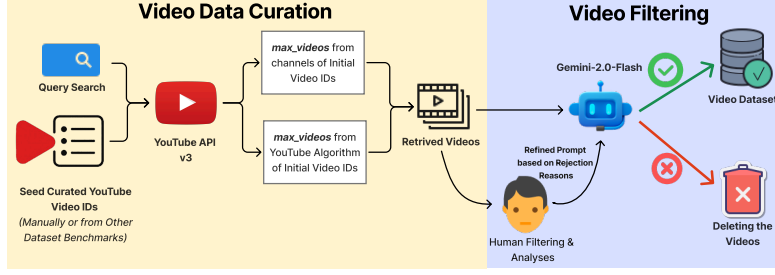 Video Data Curation
Query Search
Seed Curated YouTube
Video IDs
(Manually or from Other
Dataset Benchmarks)
YouTube API
v3
max_videos from
channels of Initial
Video IDs
max_videos from
YouTube Algorithm
of Initial Video IDs
Retrived Videos
Video Filtering
Gemini-2.0-Flash
Refined Prompt
based on Rejection
Reasons
Human Filtering &
Analyses
Video Dataset
Deleting the
Videos